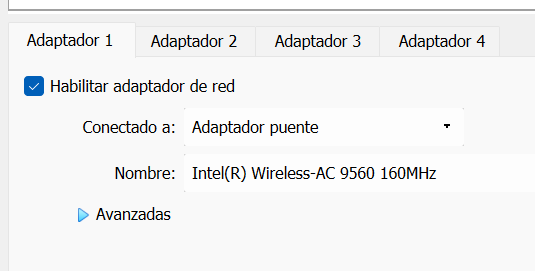 Adaptador 1 Adaptador 2 Adaptador 3 Adaptador 4
Habilitar adaptador de red
Conectado a: Adaptador puente
Nombre: Intel(R) Wireless-AC 9560 160MHz
Avanzadas